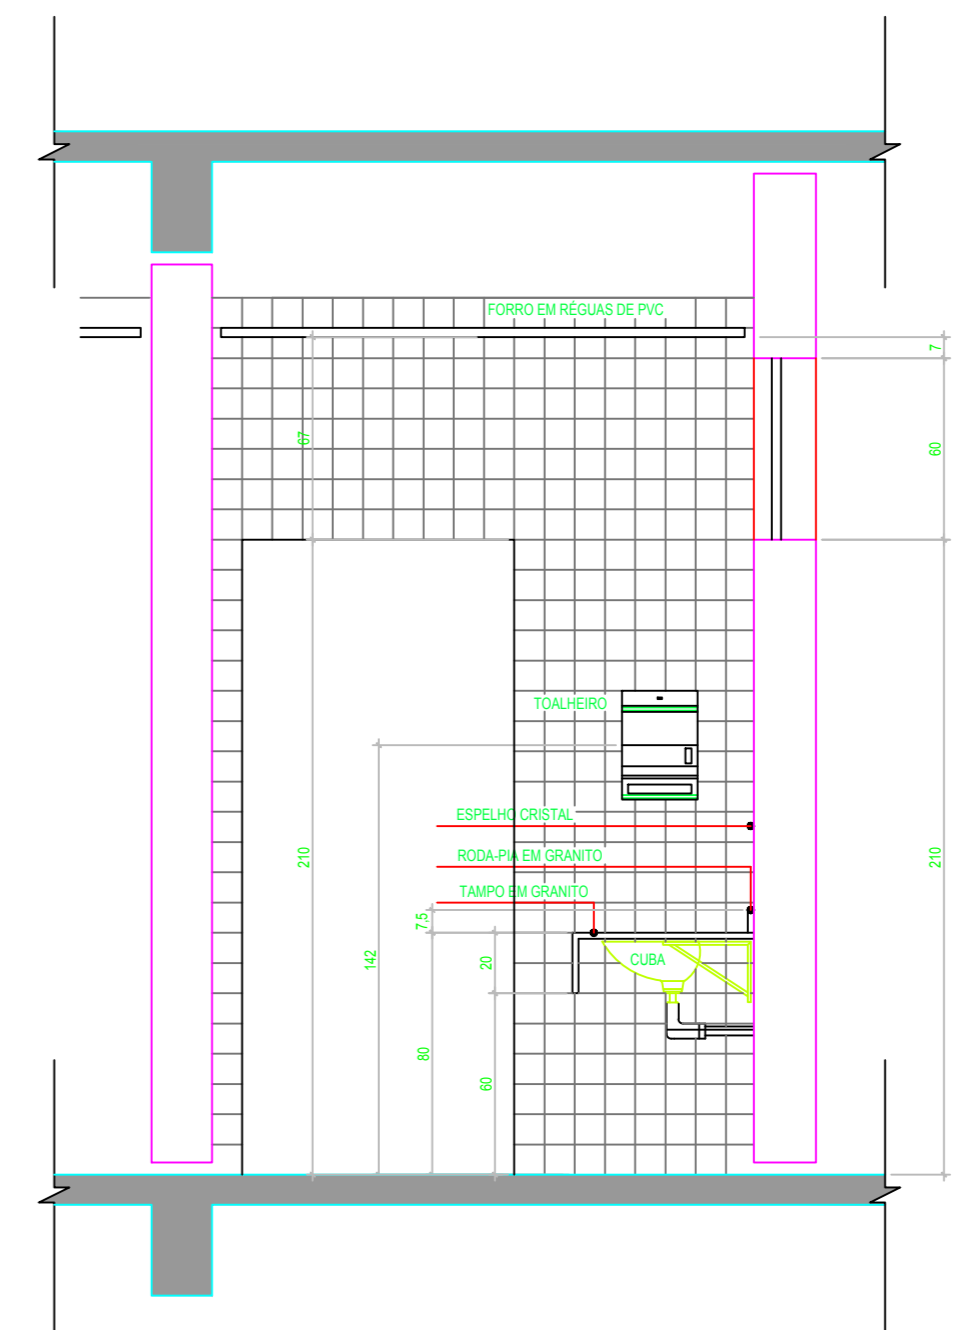 FORRO EM RÉGUAS DE PVC
7
67
60
TOALHEIRO
ESPELHO CRISTAL
RODA-PIA EM GRANITO
210
210
TAMPO EM GRANITO
7,5
142
20
CUBA
80
60